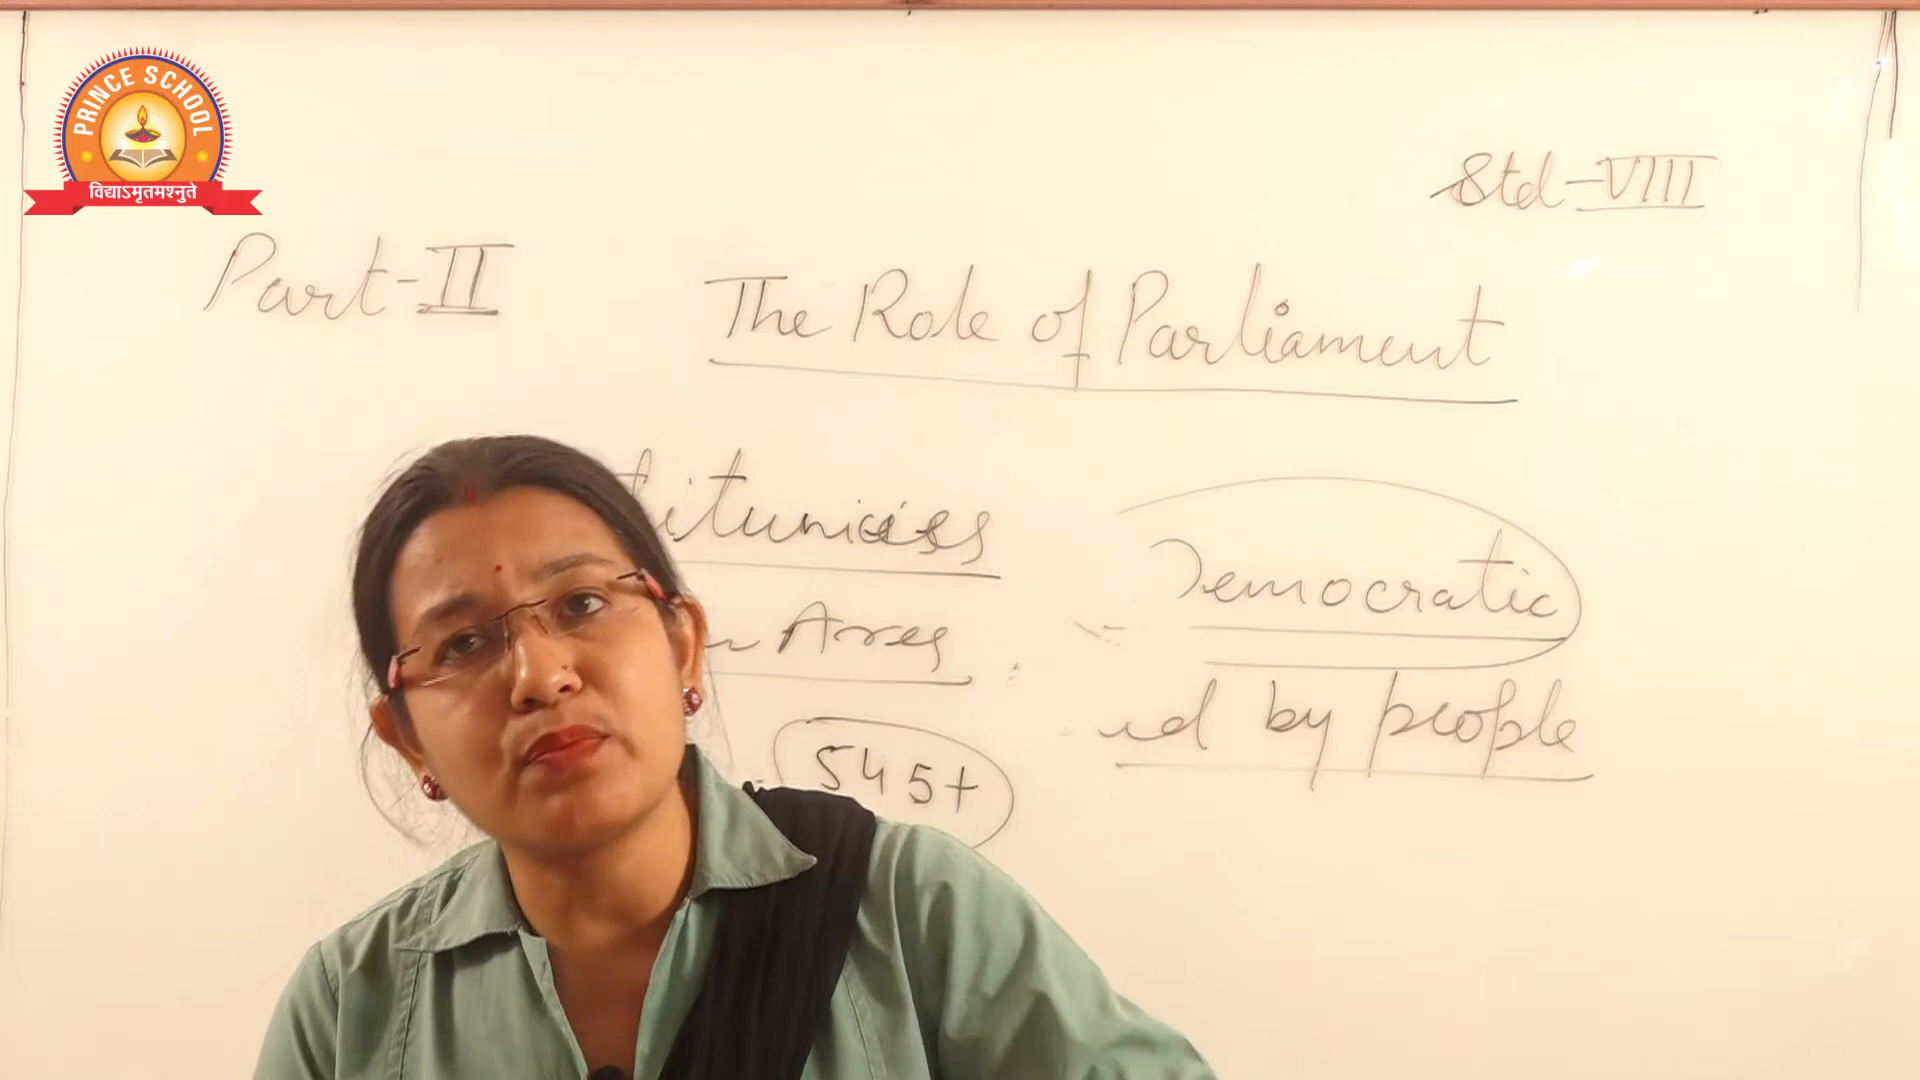 PRINCE SCHOOL
विद्याऽमृतमश्नुते
Std-VIII
Part-II
The Role of Parliament
Democratic
by people
545+